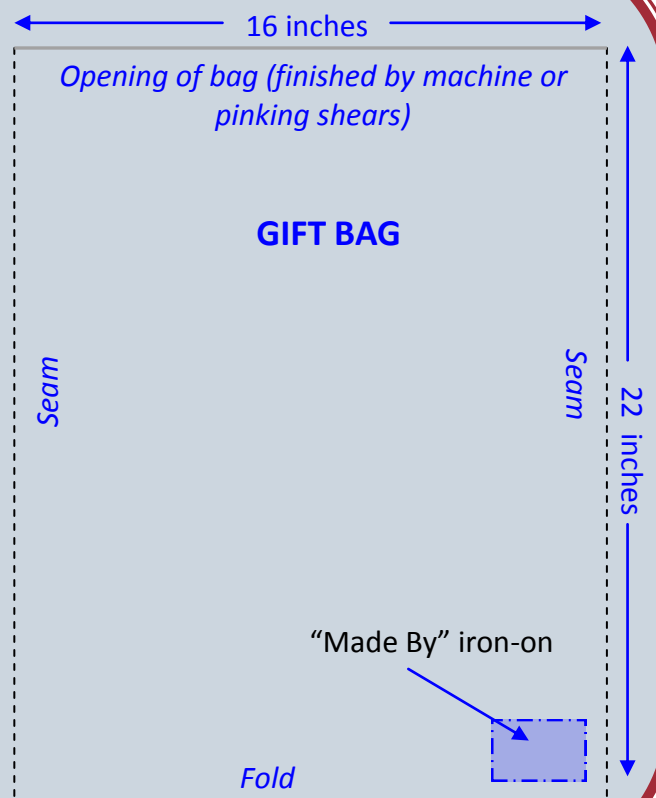 16 inches
Opening of bag (finished by machine or
pinking shears)
GIFT BAG
Seam
Seam
22 inches
“Made By” iron-on
Fold